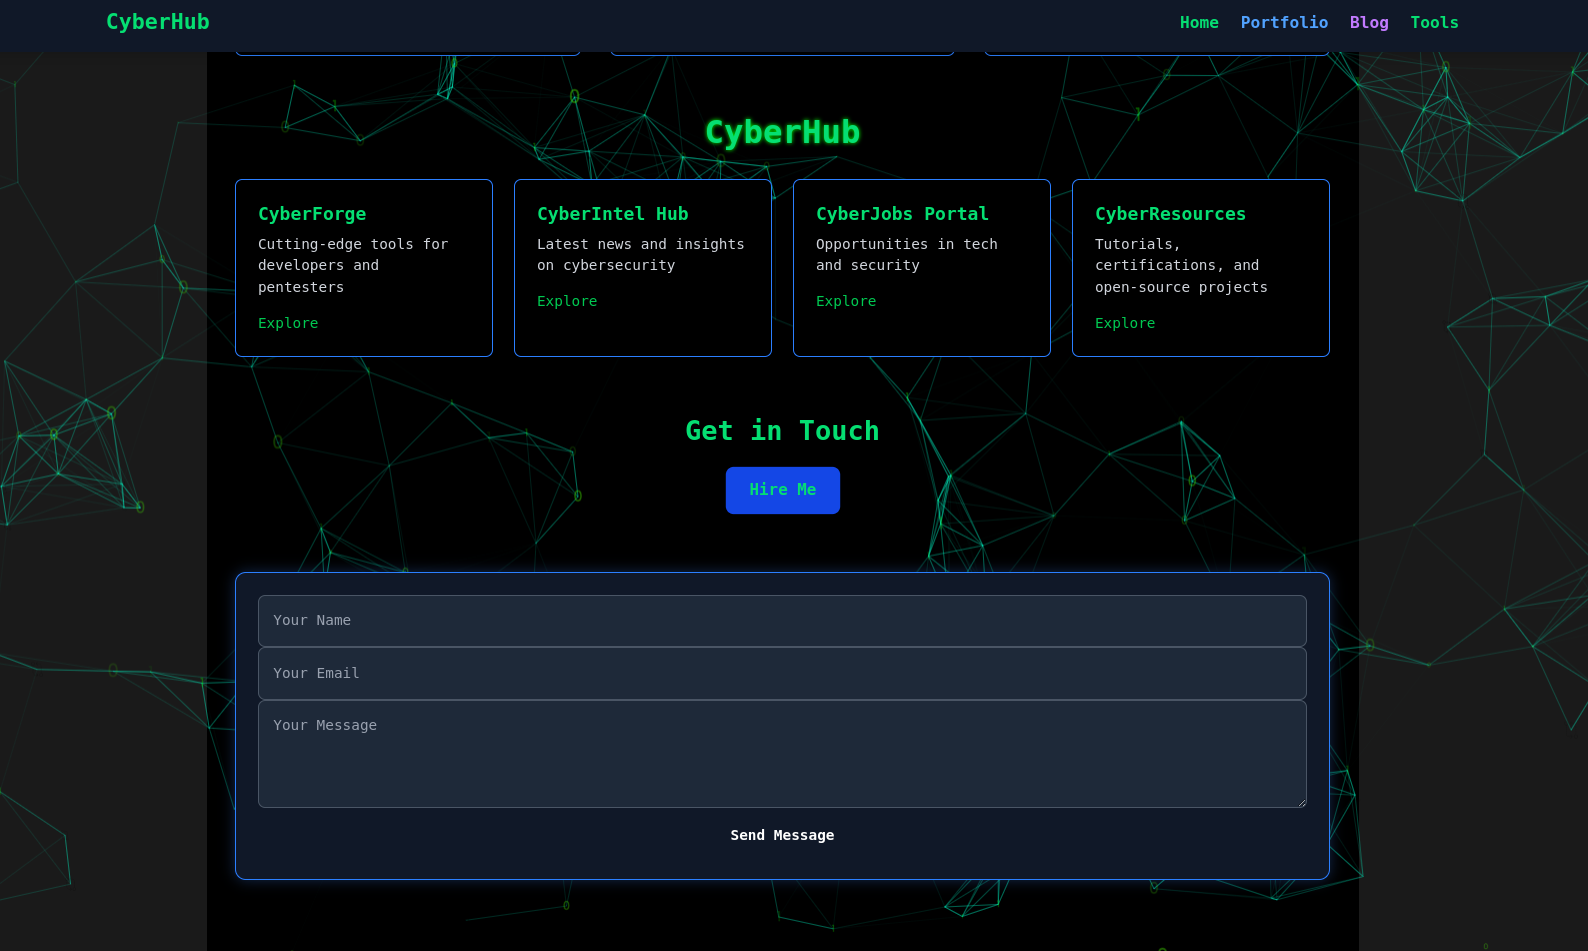 CyberHub
Home Portfolio Blog Tools
CyberHub
CyberForge
Cutting-edge tools for
developers and
pentesters
Explore
CyberIntel Hub
Latest news and insights
on cybersecurity
Explore
CyberJobs Portal
Opportunities in tech
and security
Explore
CyberResources
Tutorials,
certifications, and
open-source projects
Explore
Get in Touch
Hire Me
Your Name
Your Email
Your Message
Send Message